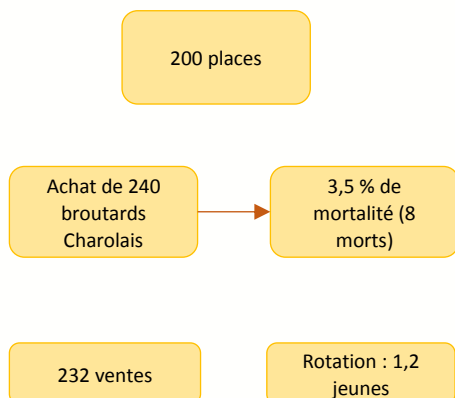 200 places
Achat de 240
broutards
Charolais
3,5 % de
mortalité (8
morts)
232 ventes
Rotation : 1,2
jeunes